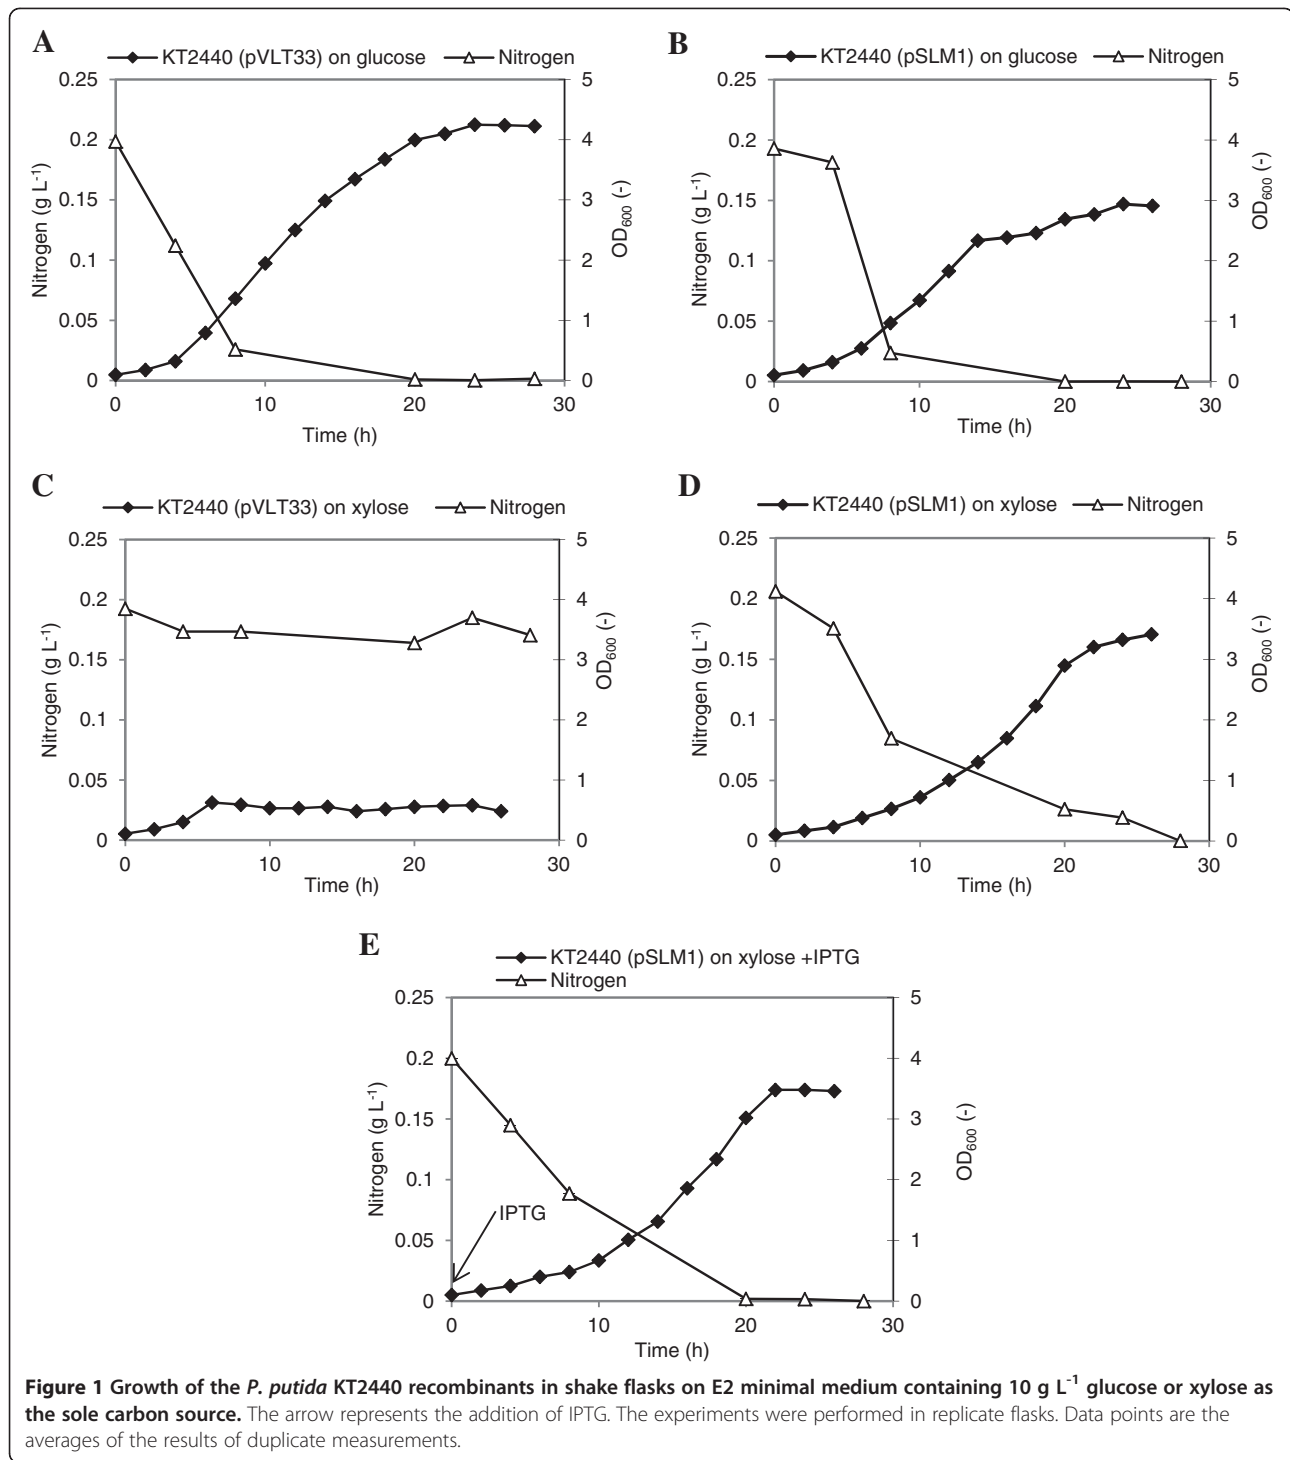 A
KT2440 (pVLT33) on glucose Nitrogen
0.25 0.2 0.15 0.1 0.05 0
Nitrogen (g L-1)
5 4 3 2 1 0
OD600 (-)
0 10 20 30
Time (h)
B
KT2440 (pSLM1) on glucose Nitrogen
0.25 0.2 0.15 0.1 0.05 0
Nitrogen (g L-1)
5 4 3 2 1 0
OD600 (-)
0 10 20 30
Time (h)
C
KT2440 (pVLT33) on xylose Nitrogen
0.25 0.2 0.15 0.1 0.05 0
Nitrogen (g L-1)
5 4 3 2 1 0
OD600 (-)
0 10 20 30
Time (h)
D
KT2440 (pSLM1) on xylose Nitrogen
0.25 0.2 0.15 0.1 0.05 0
Nitrogen (g L-1)
5 4 3 2 1 0
OD600 (-)
0 10 20 30
Time (h)
E
KT2440 (pSLM1) on xylose +IPTG
Nitrogen
0.25 0.2 0.15 0.1 0.05 0
Nitrogen (g L-1)
IPTG
5 4 3 2 1 0
OD600 (-)
0 10 20 30
Time (h)
Figure 1 Growth of the P. putida KT2440 recombinants in shake flasks on E2 minimal medium containing 10 g L-1 glucose or xylose as
the sole carbon source. The arrow represents the addition of IPTG. The experiments were performed in replicate flasks. Data points are the
averages of the results of duplicate measurements.